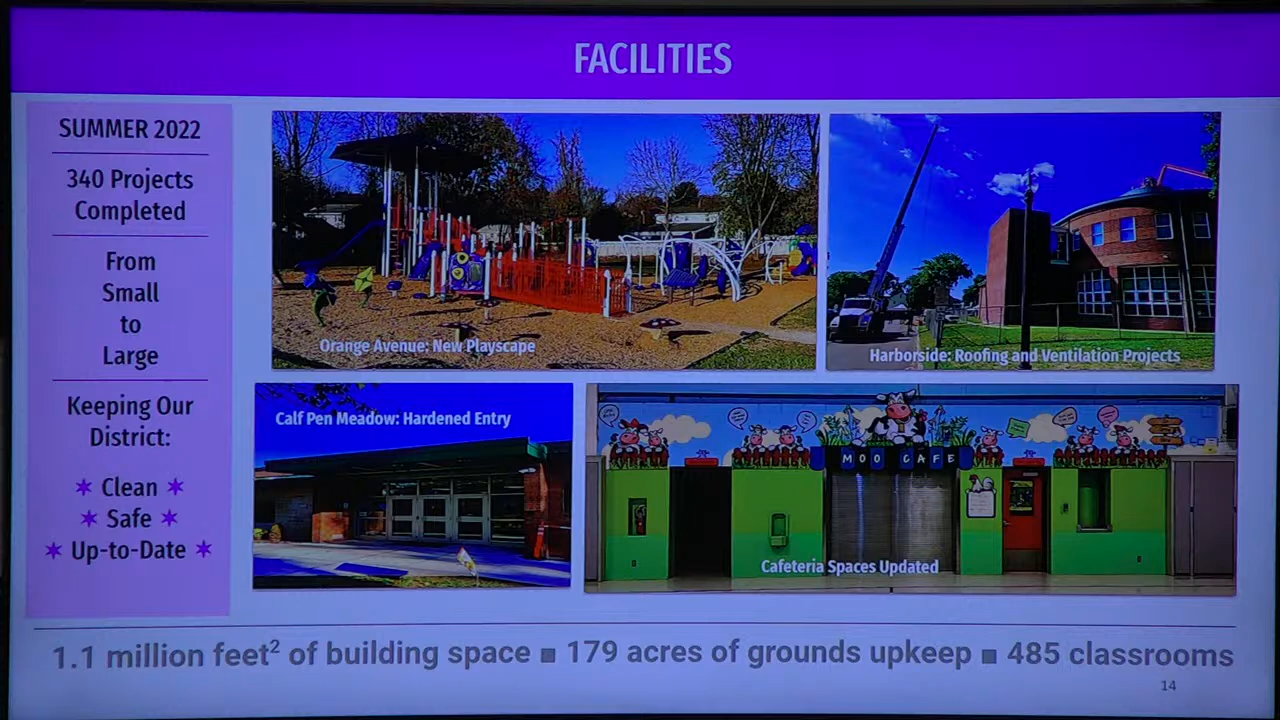 FACILITIES
SUMMER 2022
340 Projects
Completed
From
Small
to
Large
Keeping Our
District:
✶ Clean ✶
✶ Safe ✶
✶ Up-to-Date ✶
Orange Avenue: New Playscape
Harborside: Roofing and Ventilation Projects
Calf Pen Meadow: Hardened Entry
MOO CAFE
Cafeteria Spaces Updated
1.1 million feet² of building space ■ 179 acres of grounds upkeep ■ 485 classrooms
14